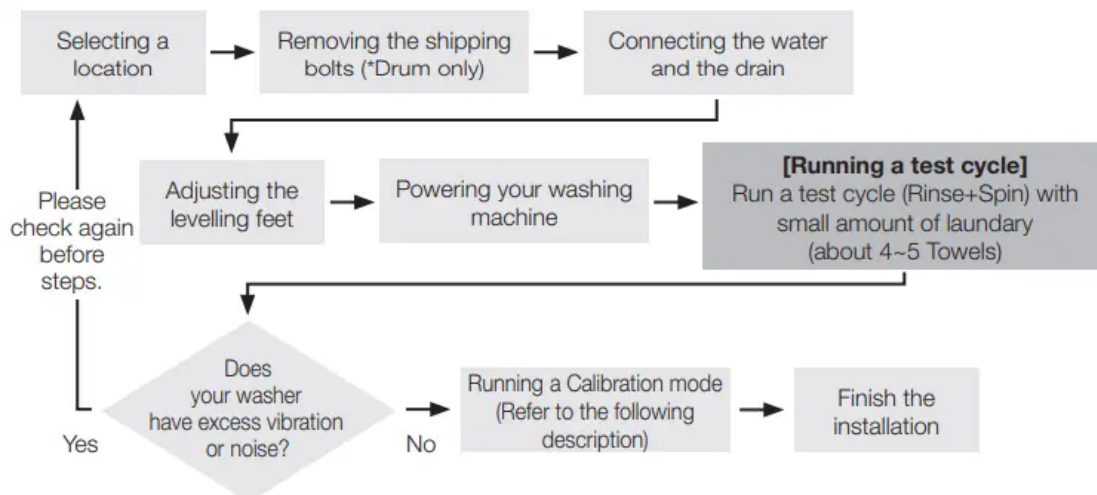 Selecting a
location
Removing the shipping
bolts (*Drum only)
Connecting the water
and the drain
Adjusting the
levelling feet
Powering your washing
machine
[Running a test cycle]
Run a test cycle (Rinse+Spin) with
small amount of laundary
(about 4~5 Towels)
Please
check again
before
steps.
Does
your washer
have excess vibration
or noise?
Yes
No
Running a Calibration mode
(Refer to the following
description)
Finish the
installation